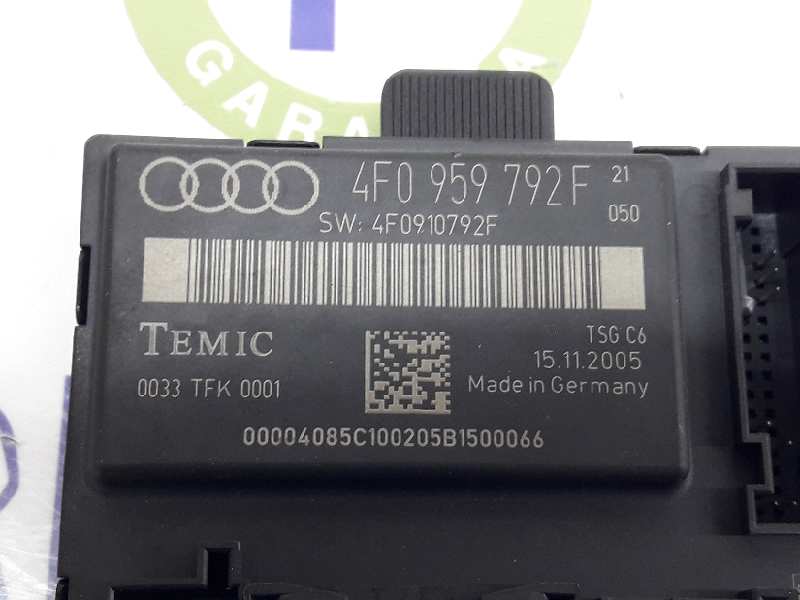 GARAN A
4F0 959 792F 21
050
SW: 4F0910792F
TEMIC
TSG C6
15.11.2005
0033 TFK 0001
Made in Germany
00004085C100205B1500066